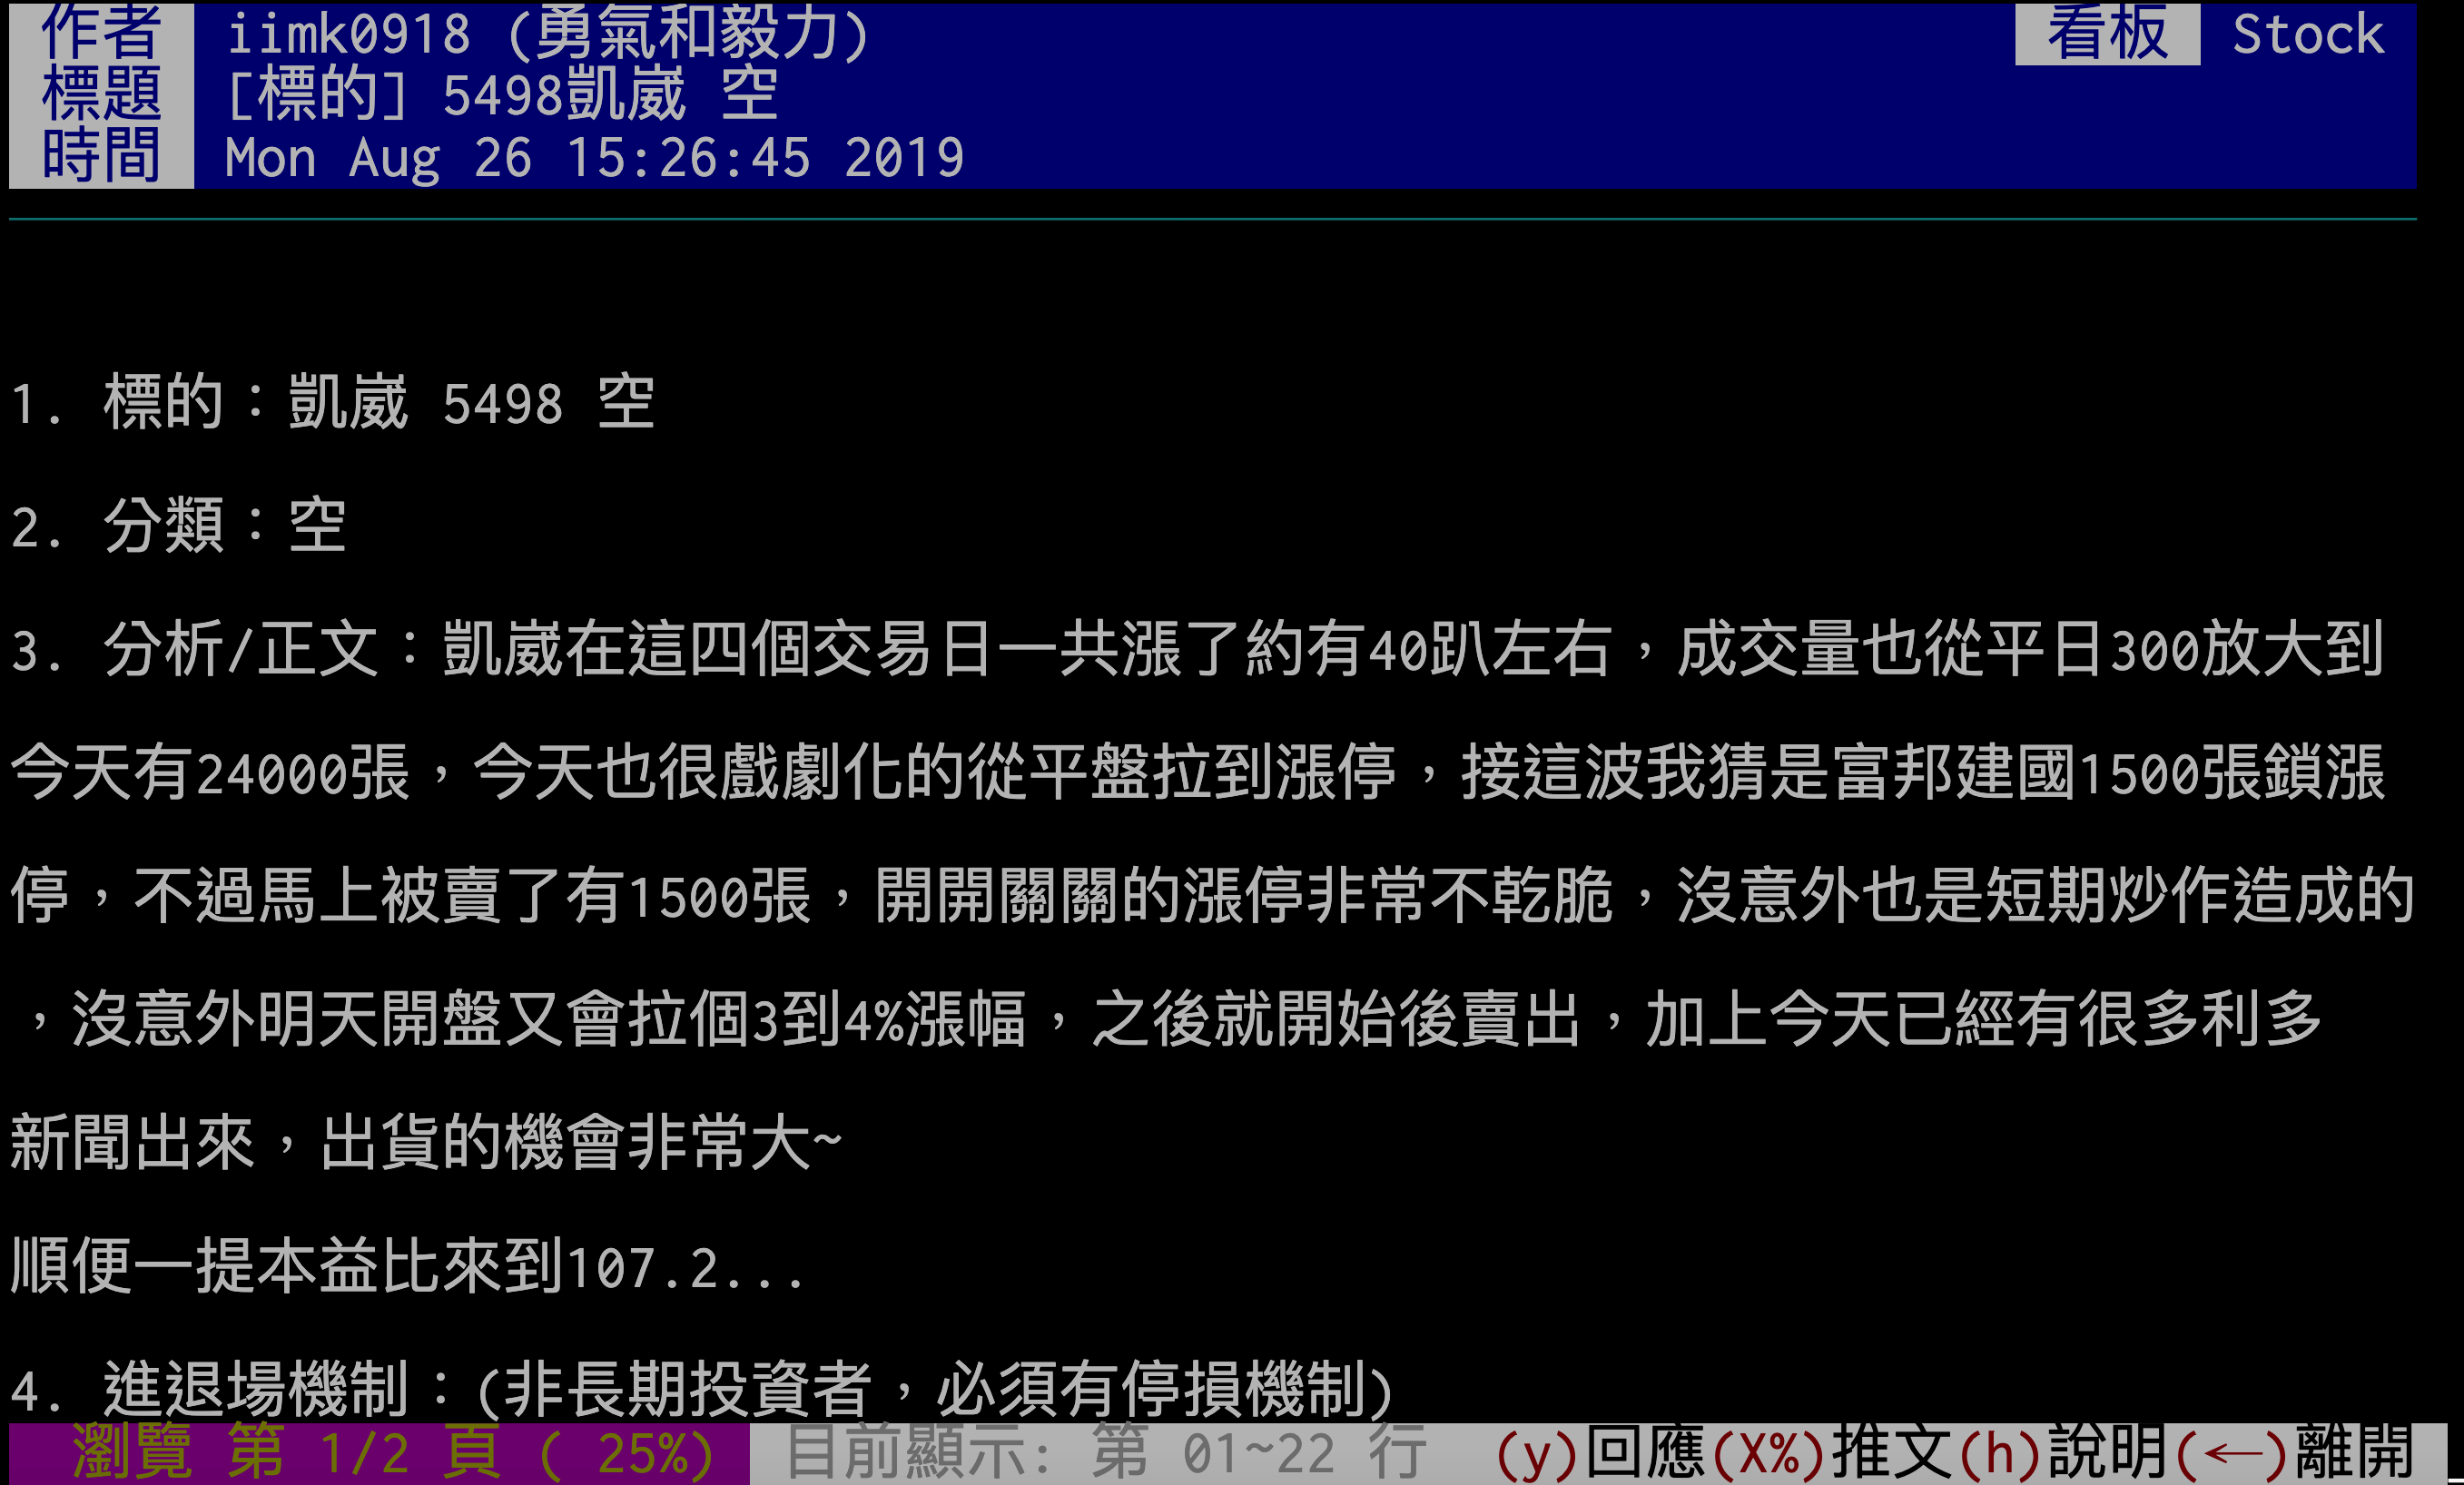 作者 iimk0918 (勇氣和毅力) 看板 Stock
標題 [標的] 5498凱崴 空
時間 Mon Aug 26 15:26:45 2019
1. 標的：凱崴 5498 空
2. 分類：空
3. 分析/正文：凱崴在這四個交易日一共漲了約有40趴左右，成交量也從平日300放大到
今天有24000張，今天也很戲劇化的從平盤拉到漲停，接這波我猜是富邦建國1500張鎖漲
停，不過馬上被賣了有1500張，開開關關的漲停非常不乾脆，沒意外也是短期炒作造成的
，沒意外明天開盤又會拉個3到4%漲幅，之後就開始後賣出，加上今天已經有很多利多
新聞出來，出貨的機會非常大~
順便一提本益比來到107.2...
4. 進退場機制：(非長期投資者，必須有停損機制)
瀏覽 第 1/2 頁 ( 25%) 目前顯示: 第 01~22 行 (y)回應(X%)推文(h)說明(←)離開